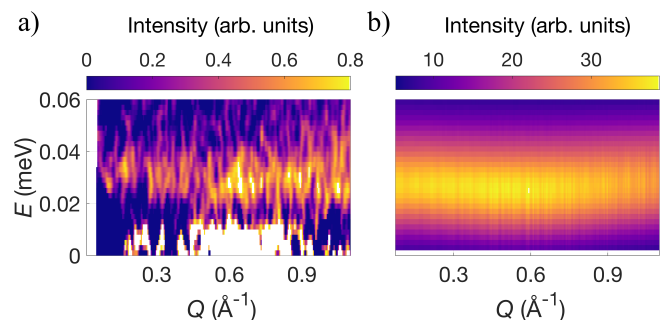 a)
Intensity (arb. units)
0 0.2 0.4 0.6 0.8
0.06
0.04
0.02
0
E (meV)
0.3 0.6 0.9
Q (Å⁻¹)
b)
Intensity (arb. units)
10 20 30
0.3 0.6 0.9
Q (Å⁻¹)